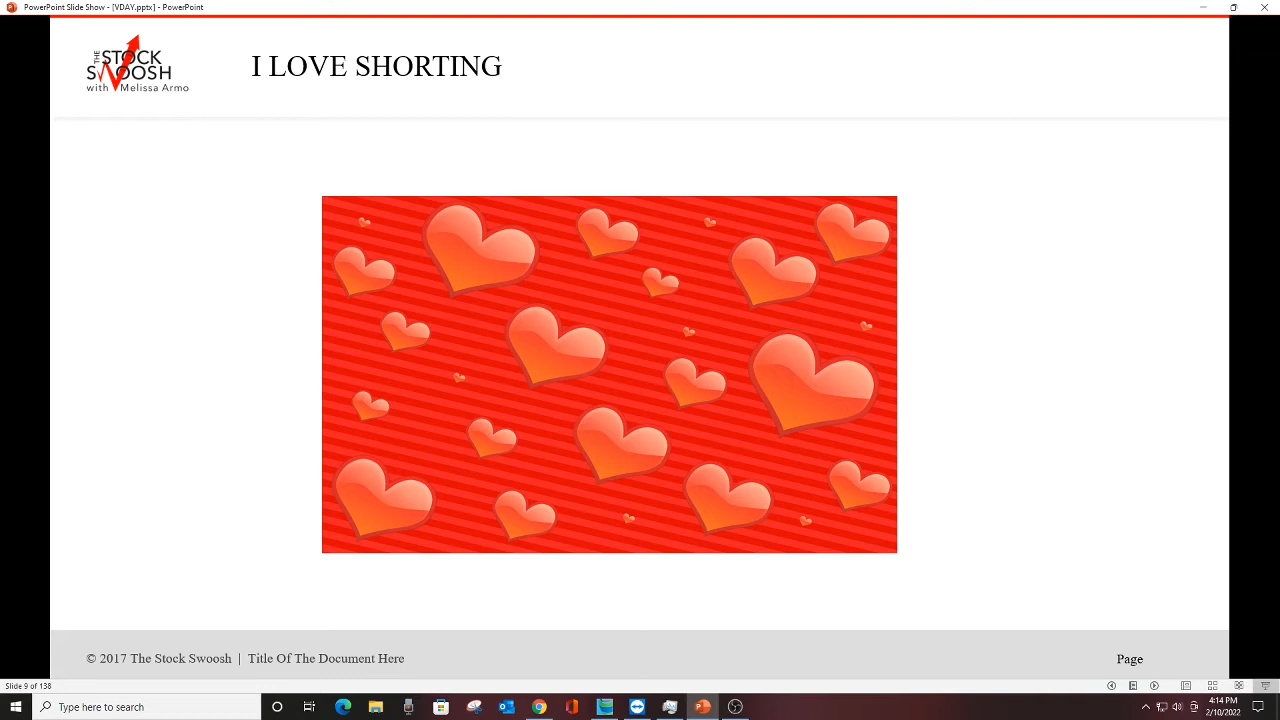 PowerPoint Slide Show - [VDAY.pptx] - PowerPoint
THE STOCK
SWOOSH
with Melissa Armo
I LOVE SHORTING
© 2017 The Stock Swoosh | Title Of The Document Here
Page
Slide 9 of 138
Type here to search
4:14 PM
2/10/2022